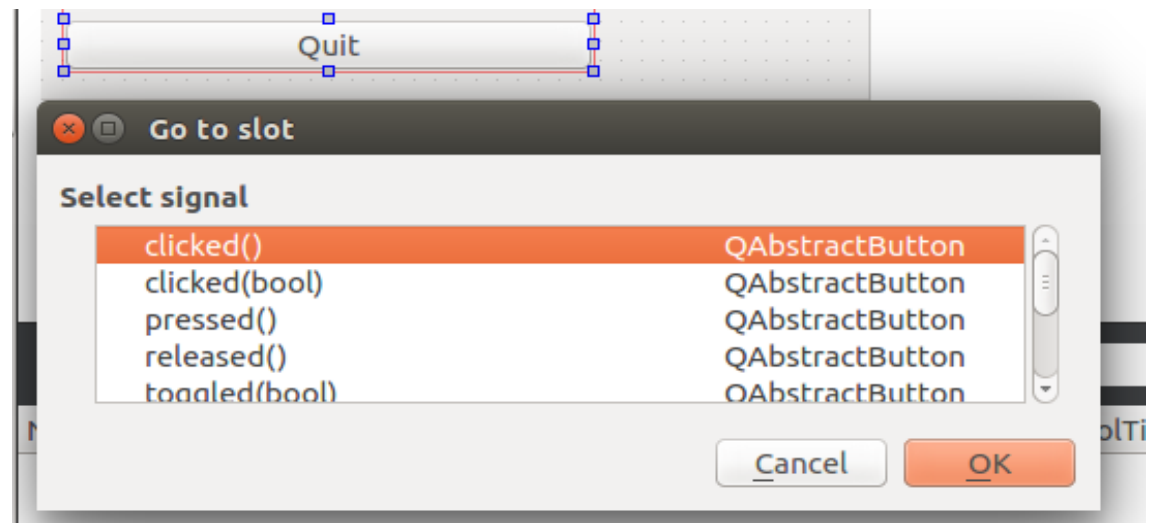 Quit
Go to slot
Select signal
clicked() QAbstractButton
clicked(bool) QAbstractButton
pressed() QAbstractButton
released() QAbstractButton
toggled(bool) QAbstractButton
Cancel OK